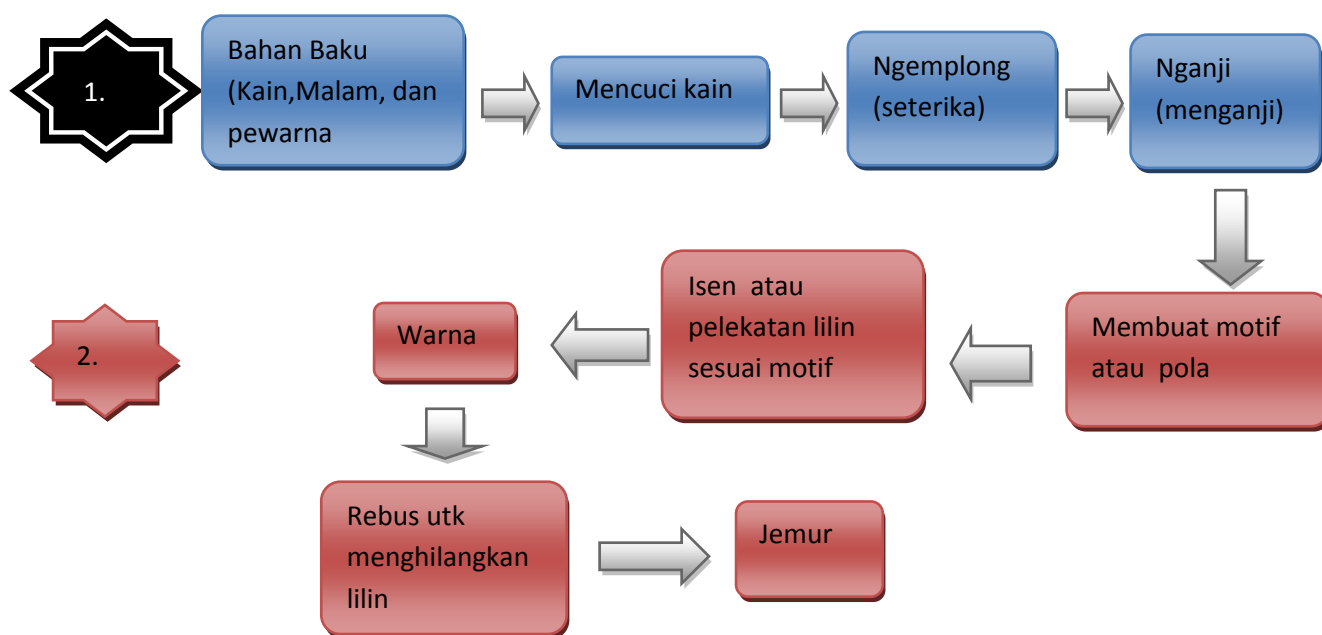 1.
Bahan Baku
(Kain,Malam, dan
pewarna
Mencuci kain
Ngemplong
(seterika)
Nganji
(menganji)
2.
Membuat motif
atau pola
Isen atau
pelekatan lilin
sesuai motif
Warna
Rebus utk
menghilangkan
lilin
Jemur